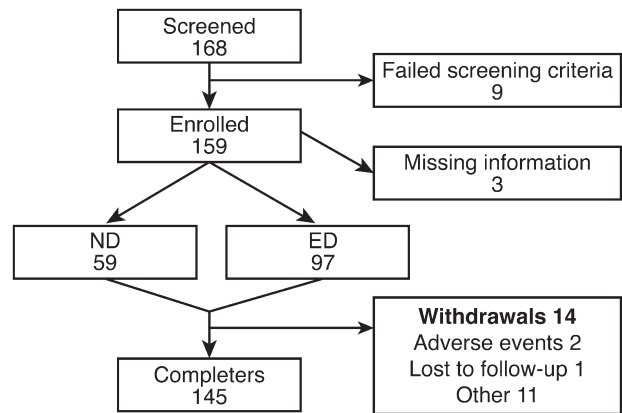 Screened
168
Failed screening criteria
9
Enrolled
159
Missing information
3
ND
59
ED
97
Withdrawals 14
Adverse events 2
Lost to follow-up 1
Other 11
Completers
145